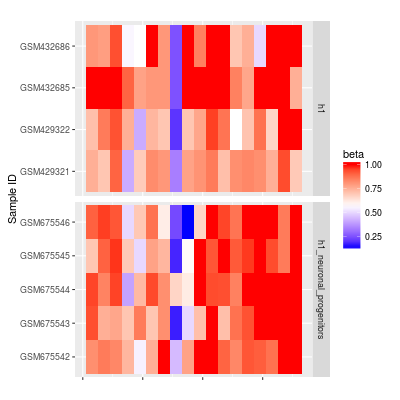 GSM432686
GSM432685
GSM429322
GSM429321
h1
GSM675546
GSM675545
GSM675544
GSM675543
GSM675542
h1_neuronal_progenitors
Sample ID
beta
1.00
0.75
0.50
0.25